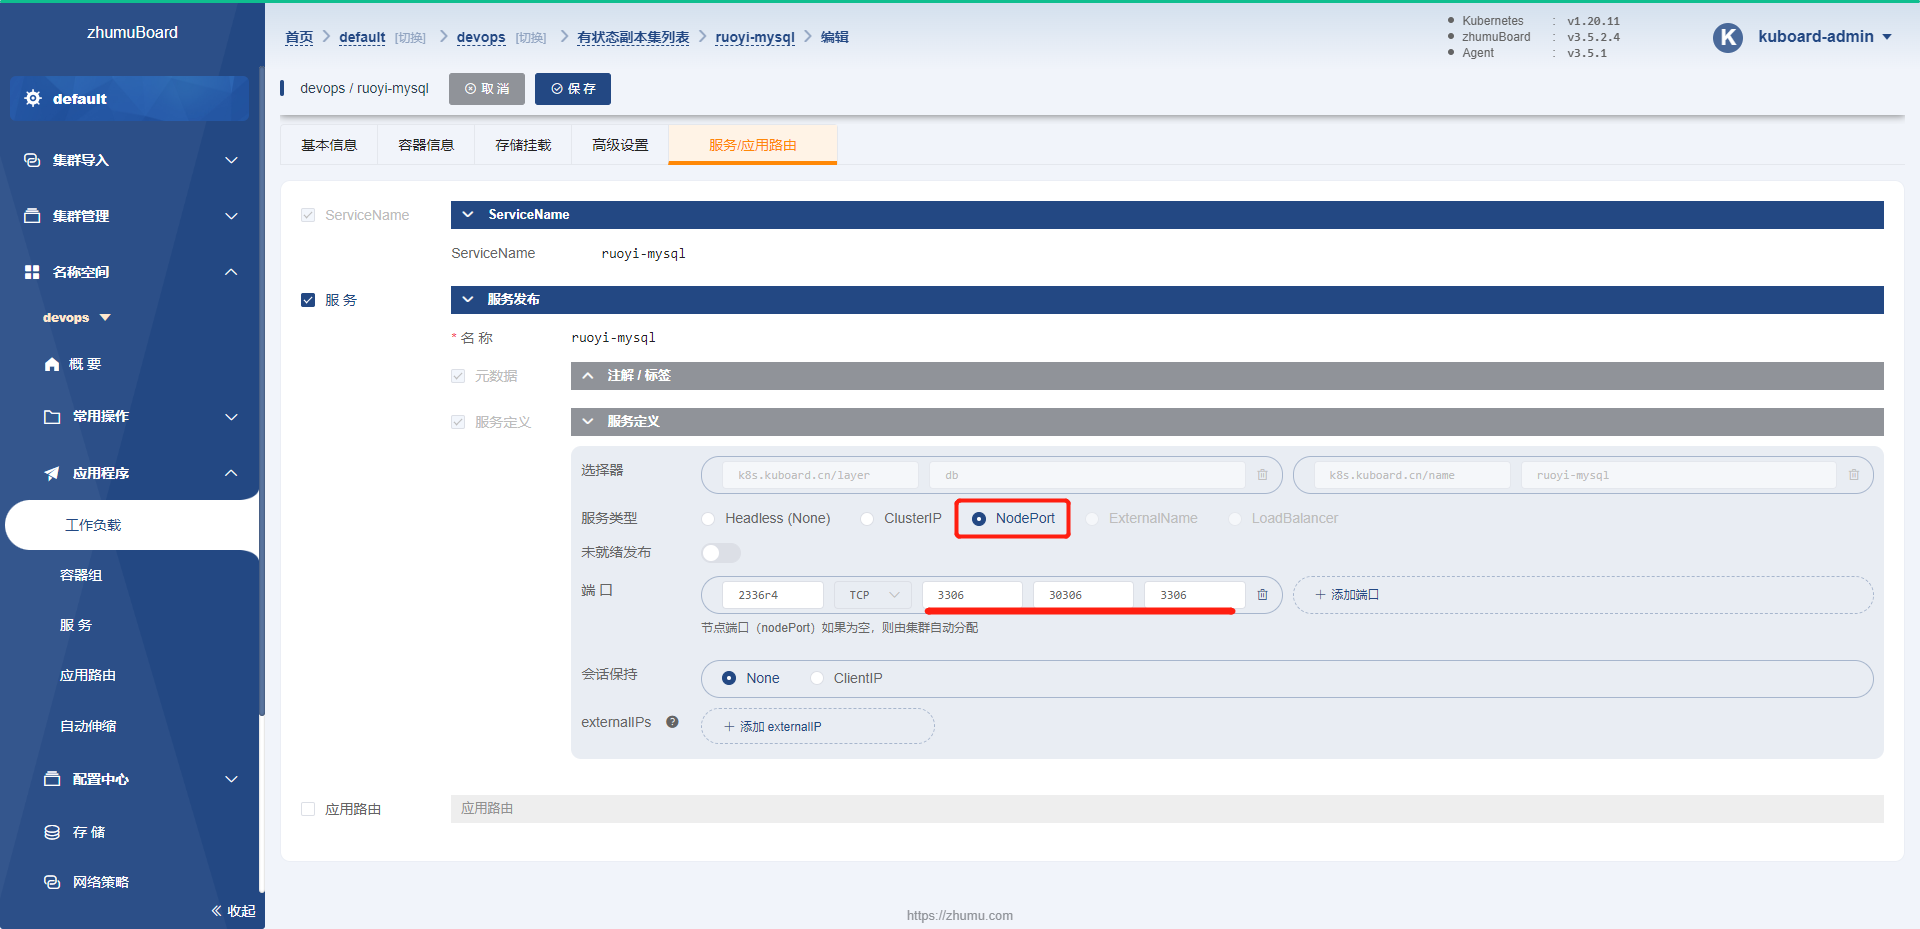 zhumuBoard
default
集群导入
集群管理
名称空间
devops
概 要
常用操作
应用程序
工作负载
容器组
服 务
应用路由
自动伸缩
配置中心
存 储
网络策略
收起
首页 default [切换] devops [切换] 有状态副本集列表 ruoyi-mysql 编辑
Kubernetes : v1.20.11
zhumuBoard : v3.5.2.4
Agent : v3.5.1
K kuboard-admin
devops / ruoyi-mysql 取 消 保 存
基本信息 容器信息 存储挂载 高级设置 服务/应用路由
ServiceName ServiceName
ServiceName ruoyi-mysql
服 务 服务发布
* 名 称 ruoyi-mysql
元数据 注解 / 标签
服务定义 服务定义
选择器 k8s.kuboard.cn/layer db k8s.kuboard.cn/name ruoyi-mysql
服务类型 Headless (None) ClusterIP NodePort ExternalName LoadBalancer
未就绪发布
端 口 2336r4 TCP 3306 30306 3306 + 添加端口
节点端口（nodePort）如果为空，则由集群自动分配
会话保持 None ClientIP
externalIPs ? + 添加 externalIP
应用路由 应用路由
https://zhumu.com